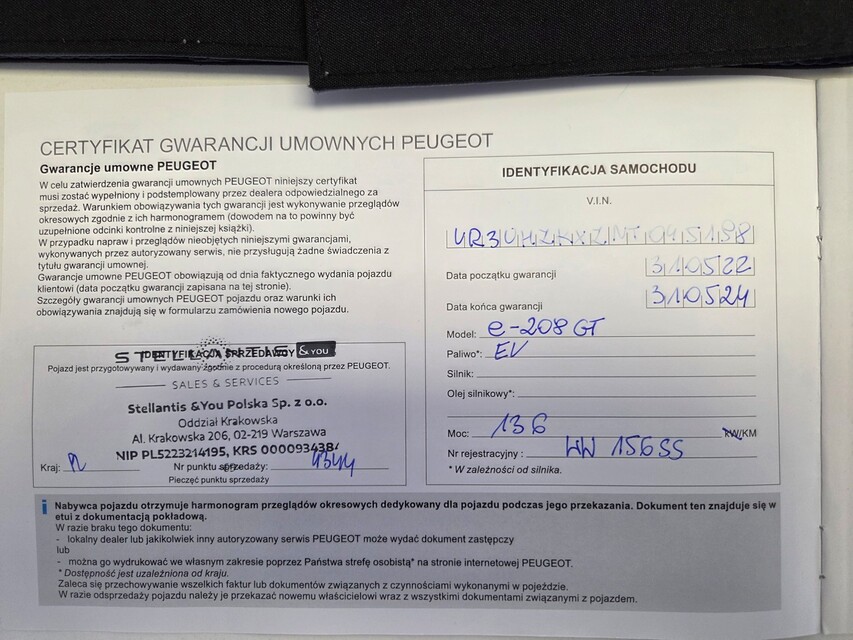 CERTYFIKAT GWARANCJI UMOWNYCH PEUGEOT
Gwarancje umowne PEUGEOT
W celu zatwierdzenia gwarancji umownych PEUGEOT niniejszy certyfikat
musi zostać wypełniony i podstemplowany przez dealera odpowiedzialnego za
sprzedaż. Warunkiem obowiązywania tych gwarancji jest wykonywanie przeglądów
okresowych zgodnie z ich harmonogramem (dowodem na to powinny być
uzupełnione odcinki kontrolne z niniejszej książki).
W przypadku napraw i przeglądów nieobjętych niniejszymi gwarancjami,
wykonywanych przez autoryzowany serwis, nie przysługują żadne świadczenia z
tytułu gwarancji umownej.
Gwarancje umowne PEUGEOT obowiązują od dnia faktycznego wydania pojazdu
klientowi (data początku gwarancji zapisana na tej stronie).
Szczegóły gwarancji umownych PEUGEOT pojazdu oraz warunki ich
obowiązywania znajdują się w formularzu zamówienia nowego pojazdu.
IDENTYFIKACJA SPRZEDAWCY
STELLANTIS &YOU
Pojazd jest przygotowywany i wydawany zgodnie z procedurą określoną przez PEUGEOT.
SALES & SERVICES
Stellantis &You Polska Sp. z o.o.
Oddział Krakowska
Al. Krakowska 206, 02-219 Warszawa
NIP PL5223214195, KRS 0000093438/
Kraj: PL Nr punktu sprzedaży: 4344
Pieczęć punktu sprzedaży
IDENTYFIKACJA SAMOCHODU
V.I.N.
Data początku gwarancji 310522
Data końca gwarancji 310524
Model: e-208 GT
Paliwo*: EV
Silnik:
Olej silnikowy*:
Moc: 136 KW/KM
Nr rejestracyjny : WW 156SS
* W zależności od silnika.
i Nabywca pojazdu otrzymuje harmonogram przeglądów okresowych dedykowany dla pojazdu podczas jego przekazania. Dokument ten znajduje się w
etui z dokumentacją pokładową.
W razie braku tego dokumentu:
- lokalny dealer lub jakikolwiek inny autoryzowany serwis PEUGEOT może wydać dokument zastępczy
lub
- można go wydrukować we własnym zakresie poprzez Państwa strefę osobistą* na stronie internetowej PEUGEOT.
* Dostępność jest uzależniona od kraju.
Zaleca się przechowywanie wszelkich faktur lub dokumentów związanych z czynnościami wykonanymi w pojeździe.
W razie odsprzedaży pojazdu należy je przekazać nowemu właścicielowi wraz z wszystkimi dokumentami związanymi z pojazdem.